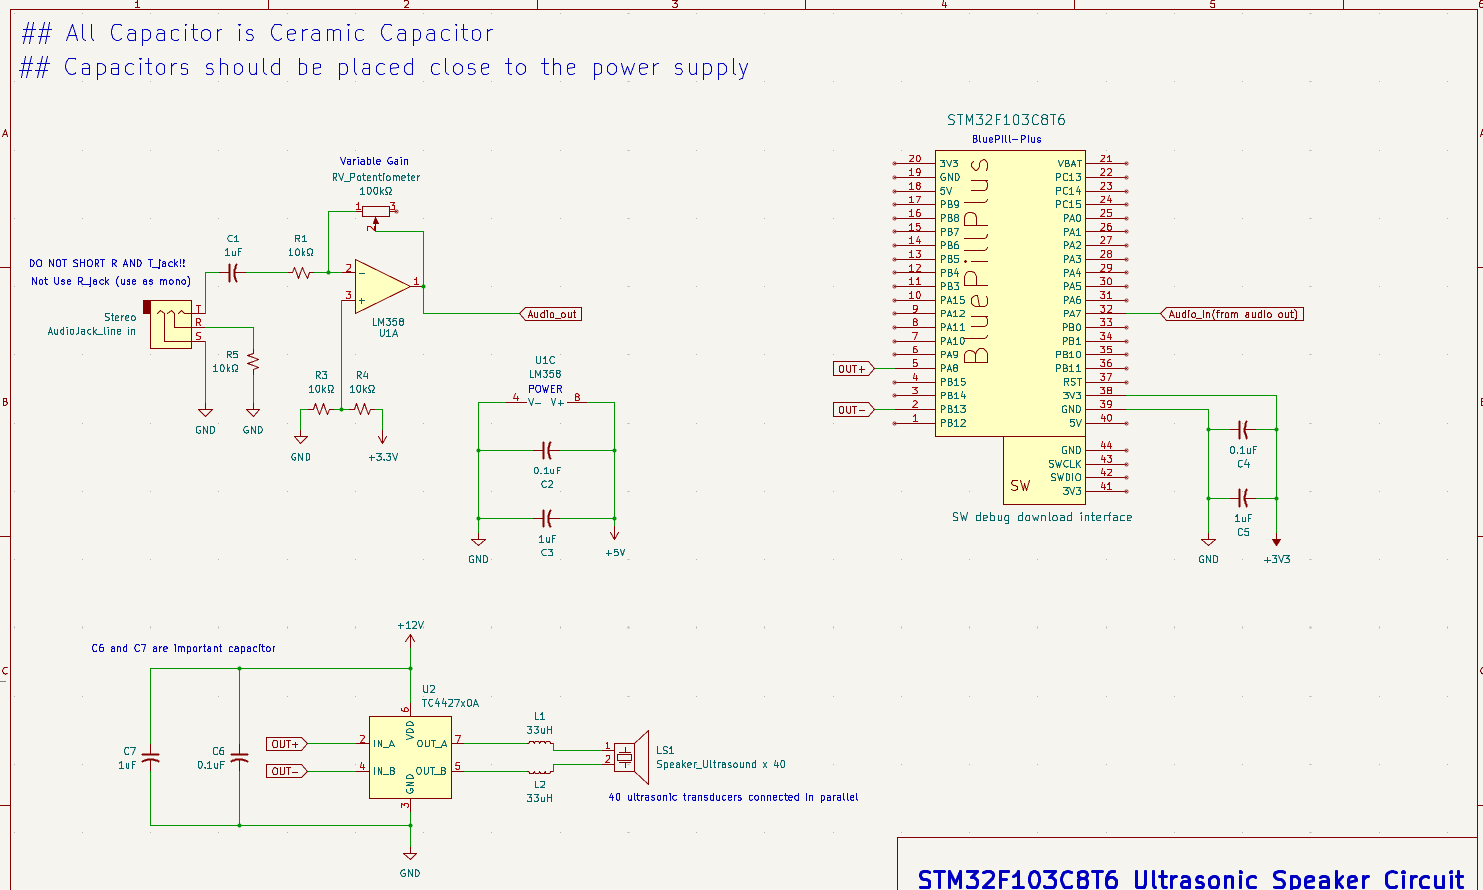 1 2 3 4 5 6
## All Capacitor is Ceramic Capacitor
## Capacitors should be placed close to the power supply
A
B
C
Variable Gain
RV_Potentiometer
100kΩ
1 3
2
C1
1uF
R1
10kΩ
DO NOT SHORT R AND T_jack!!
Not Use R_jack (use as mono)
Stereo
AudioJack_line in
T
R
S
R5
10kΩ
GND
GND
2 −
3 +
1
LM358
U1A
Audio_out
R3
10kΩ
R4
10kΩ
GND
+3.3V
U1C
LM358
POWER
4 V− V+ 8
0.1uF
C2
1uF
C3
GND
+5V
STM32F103C8T6
BluePill-Plus
BluePillPlus
20 3V3
19 GND
18 5V
17 PB9
16 PB8
15 PB7
14 PB6
13 PB5
12 PB4
11 PB3
10 PA15
9 PA12
8 PA11
7 PA10
6 PA9
OUT+ 5 PA8
4 PB15
3 PB14
OUT- 2 PB13
1 PB12
VBAT 21
PC13 22
PC14 23
PC15 24
PA0 25
PA1 26
PA2 27
PA3 28
PA4 29
PA5 30
PA6 31
PA7 32 Audio_in(from audio out)
PB0 33
PB1 34
PB10 35
PB11 36
RST 37
3V3 38
GND 39
5V 40
GND 44
SWCLK 43
SWDIO 42
3V3 41
SW
SW debug download interface
0.1uF
C4
1uF
C5
GND
+3V3
C6 and C7 are important capacitor
+12V
U2
TC4427xOA
C7
1uF
C6
0.1uF
OUT+
OUT-
6
VDD
2 IN_A
4 IN_B
OUT_A 7
OUT_B 5
GND
3
GND
L1
33uH
L2
33uH
1
2
LS1
Speaker_Ultrasound x 40
40 ultrasonic transducers connected in parallel
STM32F103C8T6 Ultrasonic Speaker Circuit